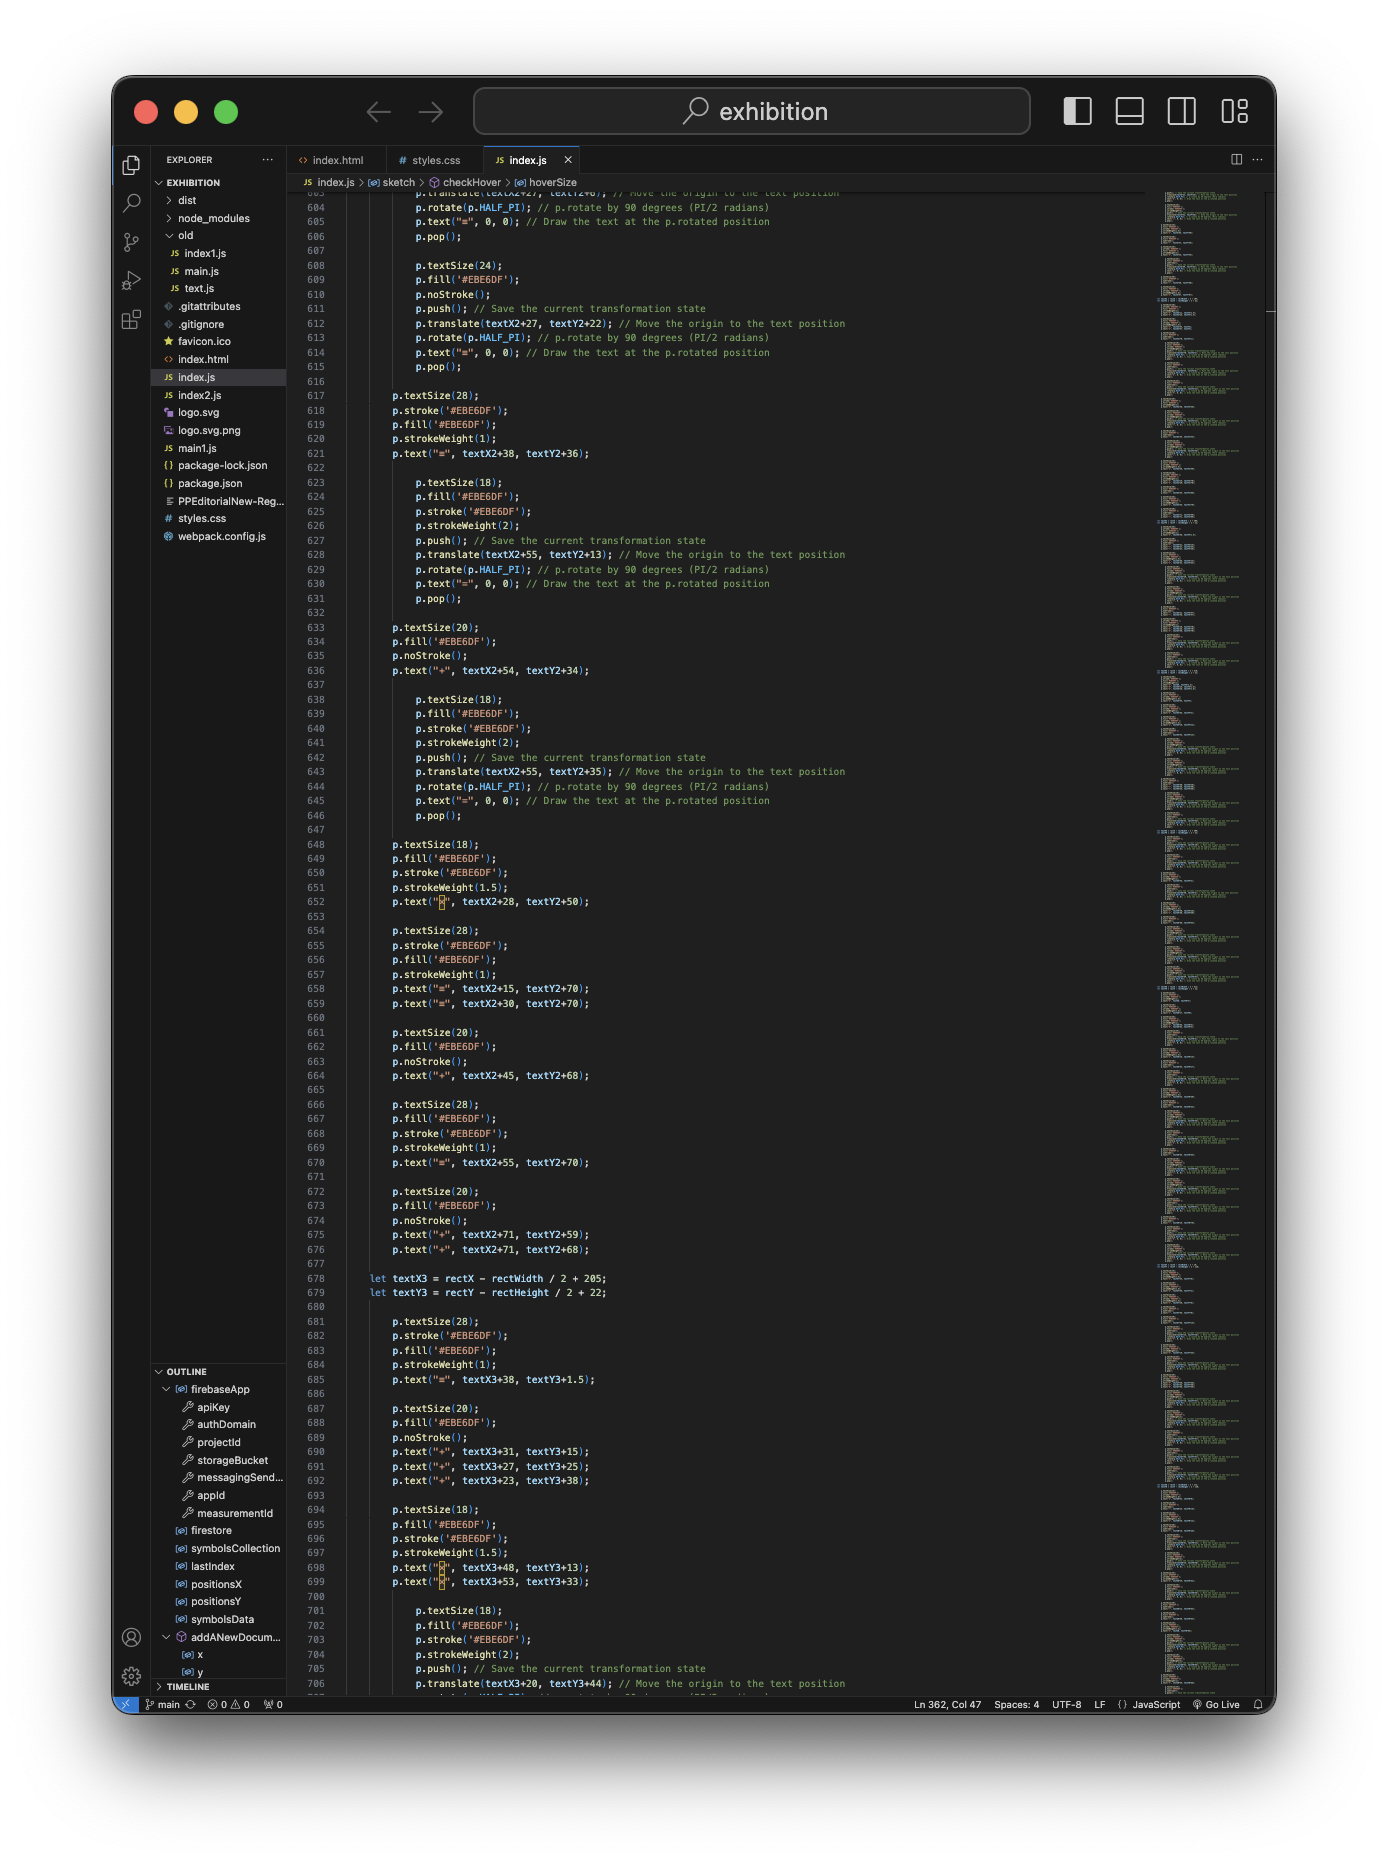 exhibition
EXPLORER
EXHIBITION
dist
node_modules
old
JS index1.js
JS main.js
JS text.js
.gitattributes
.gitignore
favicon.ico
<> index.html
JS index.js
JS index2.js
logo.svg
logo.svg.png
JS main1.js
{} package-lock.json
{} package.json
PPEditorialNew-Reg...
# styles.css
webpack.config.js
OUTLINE
firebaseApp
apiKey
authDomain
projectId
storageBucket
messagingSend...
appId
measurementId
firestore
symbolsCollection
lastIndex
positionsX
positionsY
symbolsData
addANewDocum...
x
y
TIMELINE
<> index.html
# styles.css
JS index.js
JS index.js > sketch > checkHover > hoverSize
603 p.translate(textX2+27, textY2+6); // Move the origin to the text position
604 p.rotate(p.HALF_PI); // p.rotate by 90 degrees (PI/2 radians)
605 p.text("=", 0, 0); // Draw the text at the p.rotated position
606 p.pop();
607
608 p.textSize(24);
609 p.fill('#EBE6DF');
610 p.noStroke();
611 p.push(); // Save the current transformation state
612 p.translate(textX2+27, textY2+22); // Move the origin to the text position
613 p.rotate(p.HALF_PI); // p.rotate by 90 degrees (PI/2 radians)
614 p.text("=", 0, 0); // Draw the text at the p.rotated position
615 p.pop();
616
617 p.textSize(28);
618 p.stroke('#EBE6DF');
619 p.fill('#EBE6DF');
620 p.strokeWeight(1);
621 p.text("=", textX2+38, textY2+36);
622
623 p.textSize(18);
624 p.fill('#EBE6DF');
625 p.stroke('#EBE6DF');
626 p.strokeWeight(2);
627 p.push(); // Save the current transformation state
628 p.translate(textX2+55, textY2+13); // Move the origin to the text position
629 p.rotate(p.HALF_PI); // p.rotate by 90 degrees (PI/2 radians)
630 p.text("=", 0, 0); // Draw the text at the p.rotated position
631 p.pop();
632
633 p.textSize(20);
634 p.fill('#EBE6DF');
635 p.noStroke();
636 p.text("+", textX2+54, textY2+34);
637
638 p.textSize(18);
639 p.fill('#EBE6DF');
640 p.stroke('#EBE6DF');
641 p.strokeWeight(2);
642 p.push(); // Save the current transformation state
643 p.translate(textX2+55, textY2+35); // Move the origin to the text position
644 p.rotate(p.HALF_PI); // p.rotate by 90 degrees (PI/2 radians)
645 p.text("=", 0, 0); // Draw the text at the p.rotated position
646 p.pop();
647
648 p.textSize(18);
649 p.fill('#EBE6DF');
650 p.stroke('#EBE6DF');
651 p.strokeWeight(1.5);
652 p.text("×", textX2+28, textY2+50);
653
654 p.textSize(28);
655 p.stroke('#EBE6DF');
656 p.fill('#EBE6DF');
657 p.strokeWeight(1);
658 p.text("=", textX2+15, textY2+70);
659 p.text("=", textX2+30, textY2+70);
660
661 p.textSize(20);
662 p.fill('#EBE6DF');
663 p.noStroke();
664 p.text("+", textX2+45, textY2+68);
665
666 p.textSize(28);
667 p.fill('#EBE6DF');
668 p.stroke('#EBE6DF');
669 p.strokeWeight(1);
670 p.text("=", textX2+55, textY2+70);
671
672 p.textSize(20);
673 p.fill('#EBE6DF');
674 p.noStroke();
675 p.text("+", textX2+71, textY2+59);
676 p.text("+", textX2+71, textY2+68);
677
678 let textX3 = rectX - rectWidth / 2 + 205;
679 let textY3 = rectY - rectHeight / 2 + 22;
680
681 p.textSize(28);
682 p.stroke('#EBE6DF');
683 p.fill('#EBE6DF');
684 p.strokeWeight(1);
685 p.text("=", textX3+38, textY3+1.5);
686
687 p.textSize(20);
688 p.fill('#EBE6DF');
689 p.noStroke();
690 p.text("+", textX3+31, textY3+15);
691 p.text("+", textX3+27, textY3+25);
692 p.text("+", textX3+23, textY3+38);
693
694 p.textSize(18);
695 p.fill('#EBE6DF');
696 p.stroke('#EBE6DF');
697 p.strokeWeight(1.5);
698 p.text("×", textX3+48, textY3+13);
699 p.text("×", textX3+53, textY3+33);
700
701 p.textSize(18);
702 p.fill('#EBE6DF');
703 p.stroke('#EBE6DF');
704 p.strokeWeight(2);
705 p.push(); // Save the current transformation state
706 p.translate(textX3+20, textY3+44); // Move the origin to the text position
main 0 0 0
Ln 362, Col 47 Spaces: 4 UTF-8 LF {} JavaScript Go Live